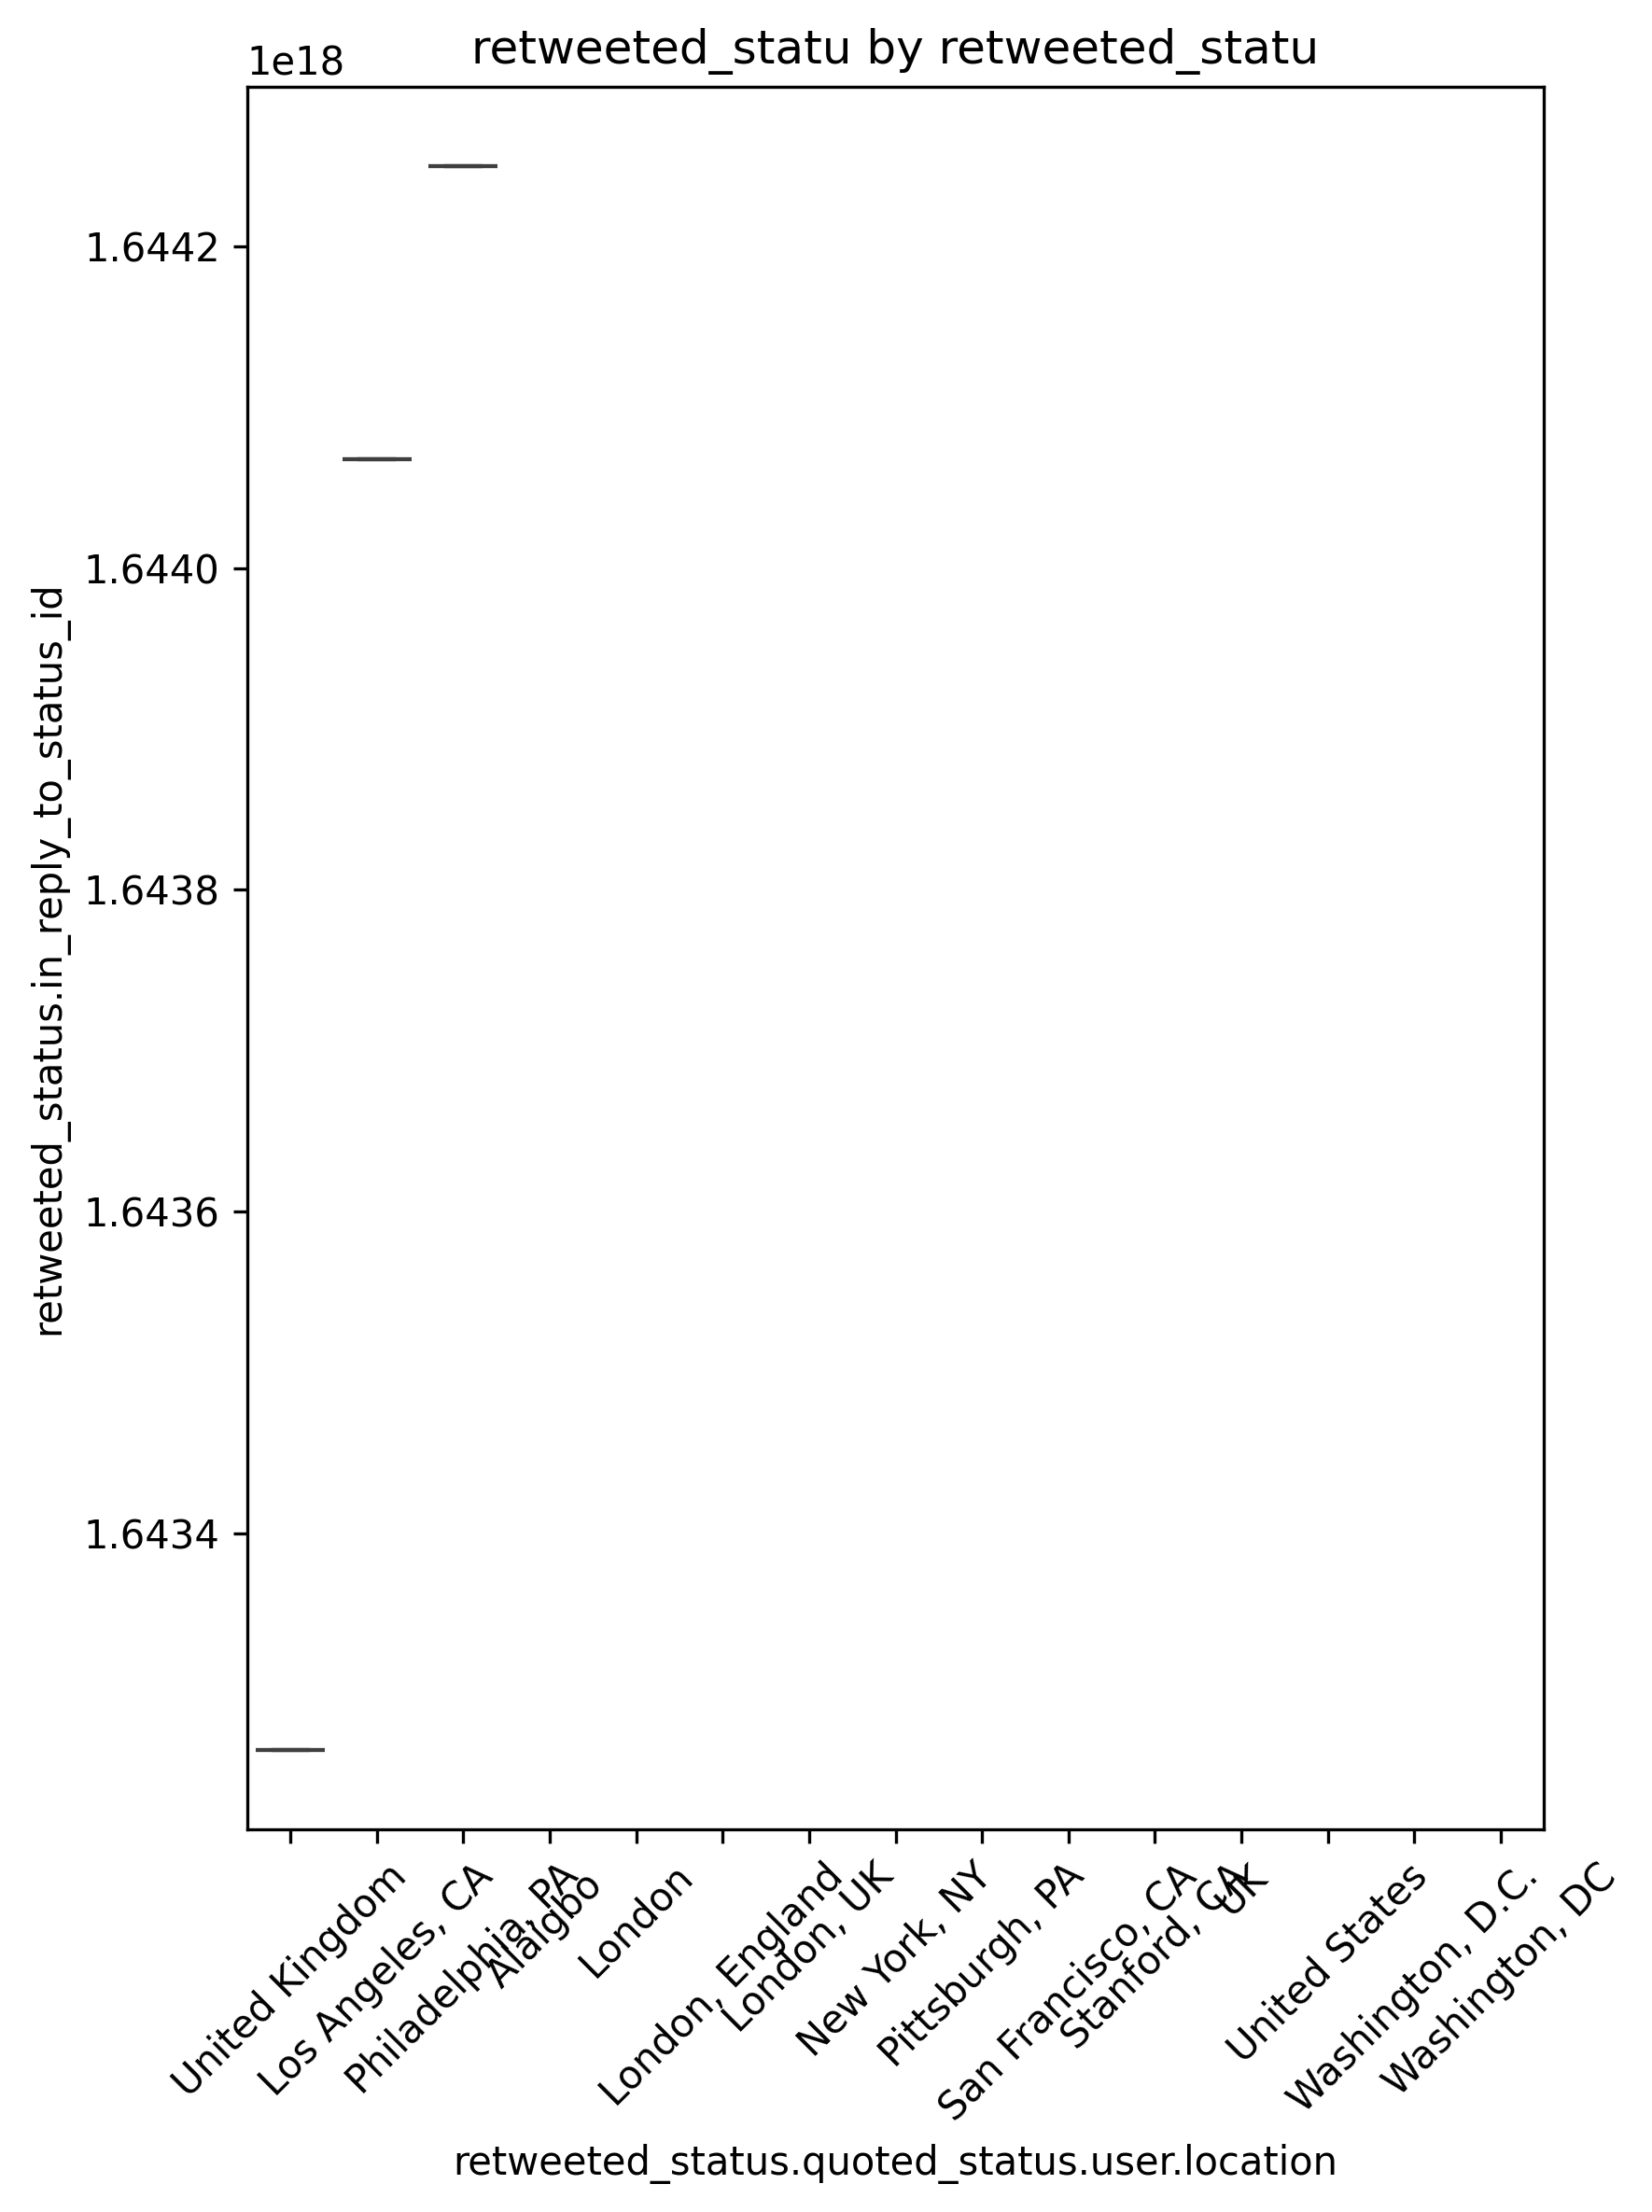 retweeted_statu by retweeted_statu
1e18
1.6442
1.6440
1.6438
1.6436
1.6434
retweeted_status.in_reply_to_status_id
United Kingdom
Los Angeles, CA
Philadelphia, PA
Alaigbo
London
London, England
London, UK
New York, NY
Pittsburgh, PA
San Francisco, CA
Stanford, CA
UK
United States
Washington, D.C.
Washington, DC
retweeted_status.quoted_status.user.location